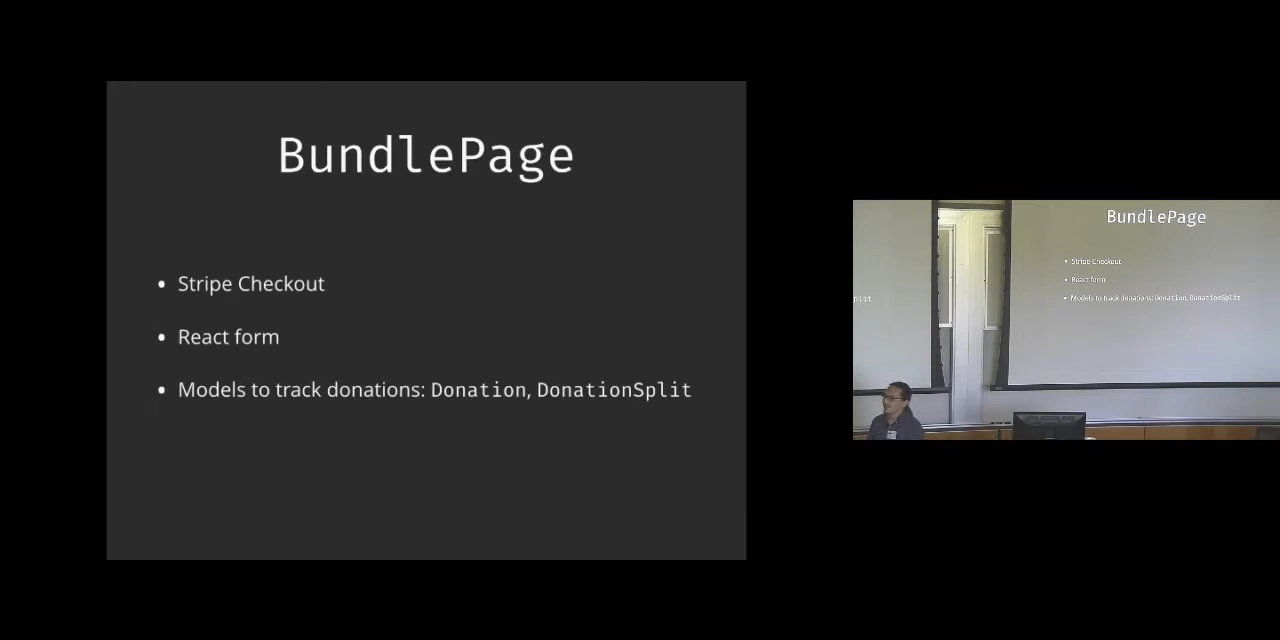 BundlePage
• Stripe Checkout
• React form
• Models to track donations: Donation, DonationSplit
BundlePage
• Stripe Checkout
• React form
• Models to track donations: Donation, DonationSplit
plit